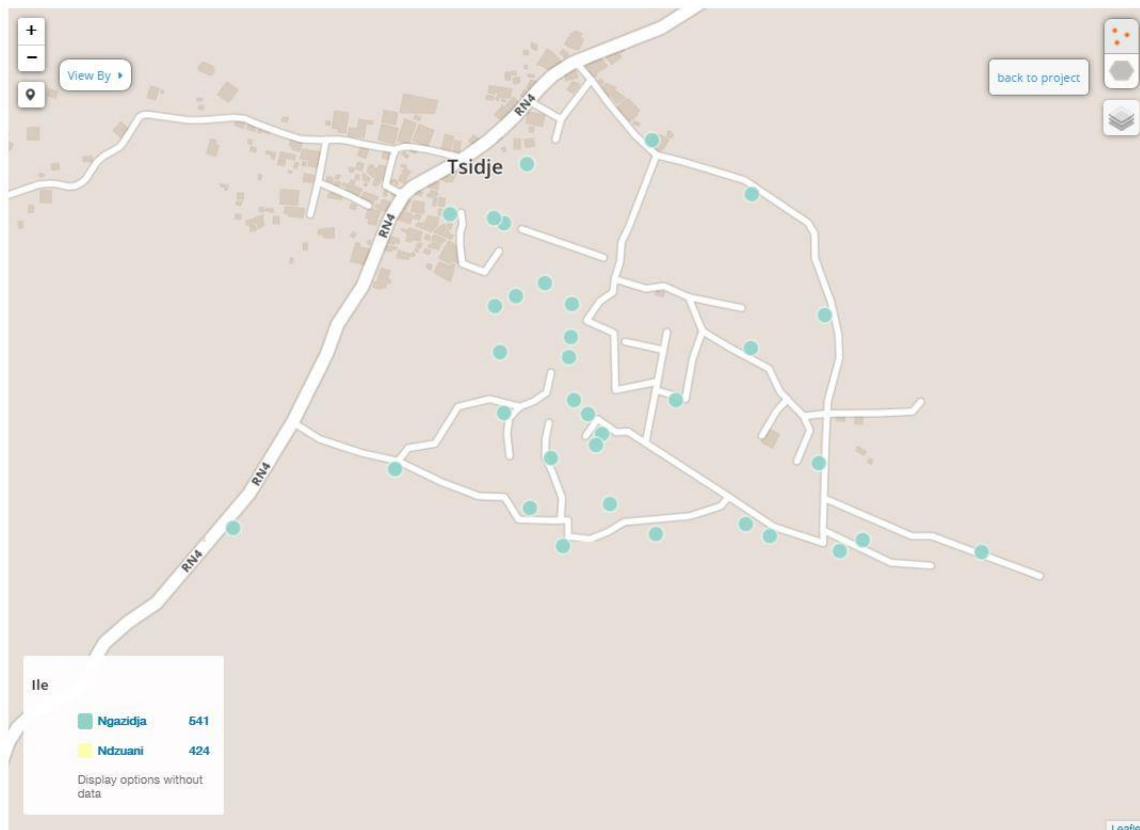 +
−
View By
back to project
RN4
Tsidje
RN4
RN4
RN4
Ile
Ngazidja 541
Ndzuani 424
Display options without
data
Leafle